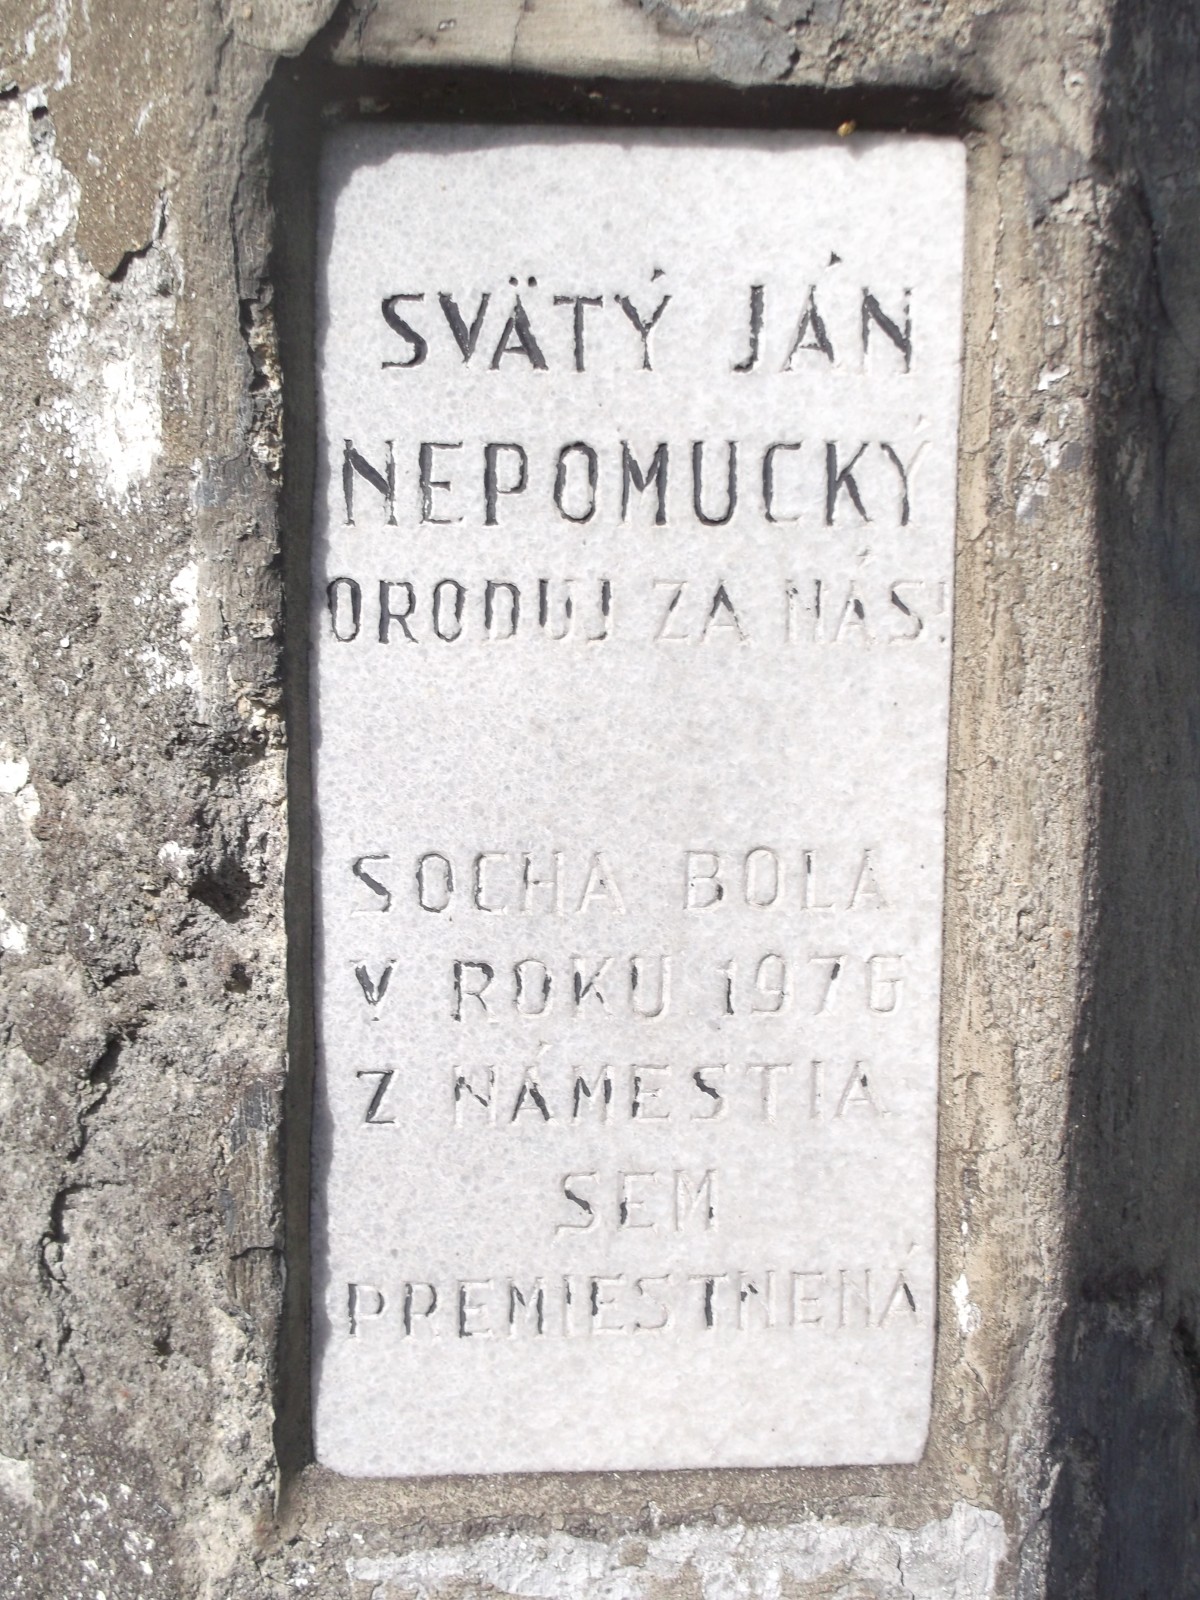 SVÄTÝ JÁN
NEPOMUCKÝ
ORODUJ ZA NÁS!
SOCHA BOLA
V ROKU 1976
Z NÁMESTIA
SEM
PREMIESTNENÁ